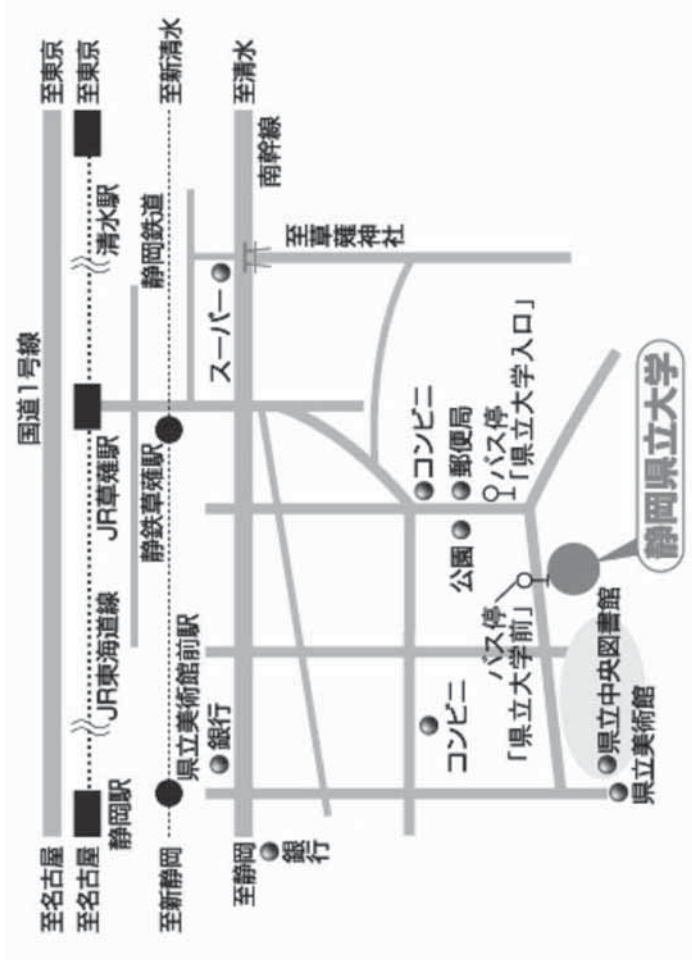 至名古屋
国道1号線
至東京
至名古屋
静岡駅
JR東海道線
JR草薙駅
清水駅
至東京
至新静岡
県立美術館前駅
静鉄草薙駅
静岡鉄道
至新清水
至静岡
銀行
スーパー
南幹線
至清水
銀行
至草薙神社
コンビニ
コンビニ
公園
郵便局
バス停
「県立大学入口」
バス停
「県立大学前」
県立中央図書館
県立美術館
静岡県立大学